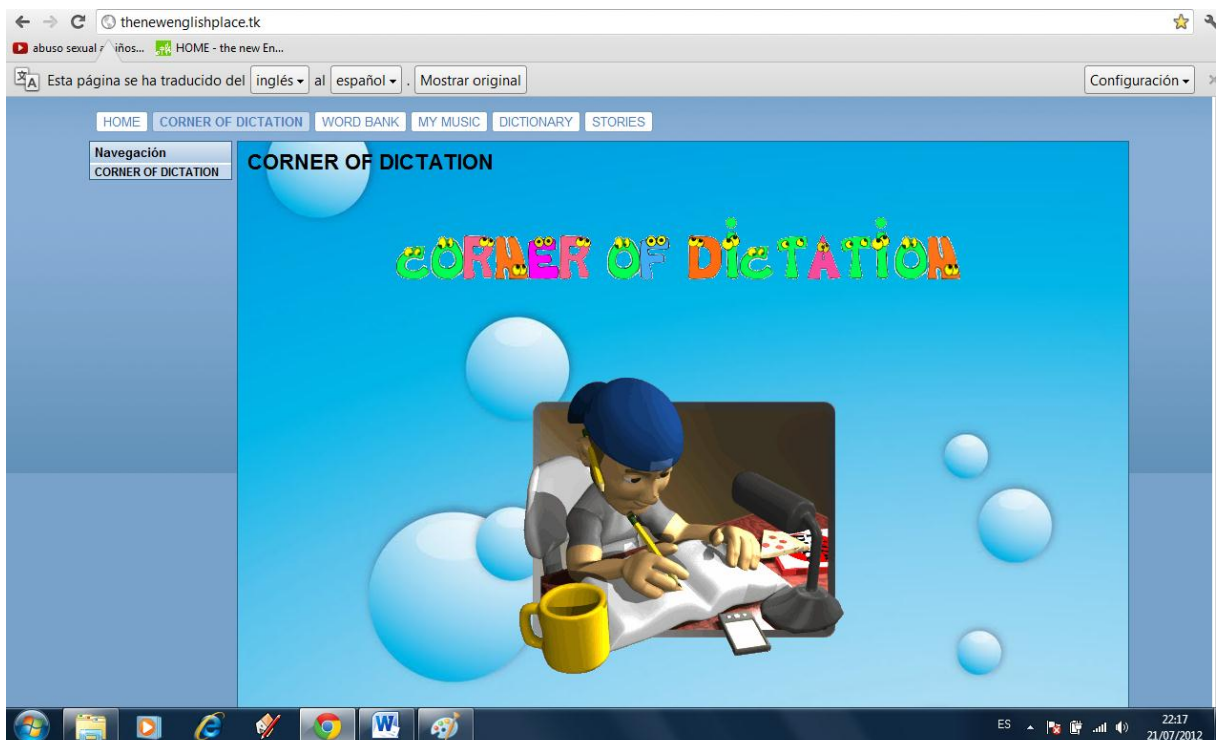 thenewenglishplace.tk
abuso sexual a iños... HOME - the new En...
Esta página se ha traducido del inglés al español . Mostrar original Configuración
HOME CORNER OF DICTATION WORD BANK MY MUSIC DICTIONARY STORIES
Navegación
CORNER OF DICTATION
CORNER OF DICTATION
CORNER OF DICTATION
ES 22:17
21/07/2012